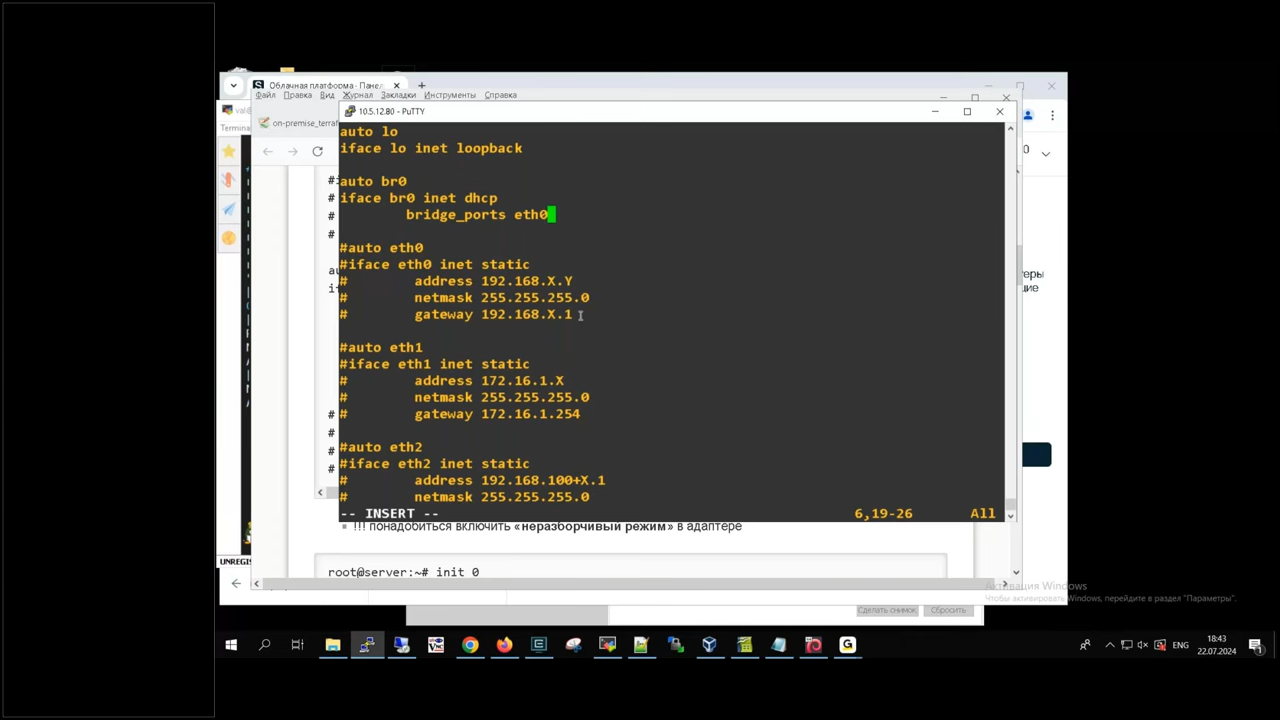 Облачная платформа · Панел
Файл Правка Вид Журнал Закладки Инструменты Справка
val@
10.5.12.80 - PuTTY
Termina
on-premise_terraf
auto lo
iface lo inet loopback
auto br0
iface br0 inet dhcp
bridge_ports eth0
#auto eth0
#iface eth0 inet static
# address 192.168.X.Y
# netmask 255.255.255.0
# gateway 192.168.X.1
#auto eth1
#iface eth1 inet static
# address 172.16.1.X
# netmask 255.255.255.0
# gateway 172.16.1.254
#auto eth2
#iface eth2 inet static
# address 192.168.100+X.1
# netmask 255.255.255.0
-- INSERT -- 6,19-26 All
!!! понадобиться включить «неразборчивый режим» в адаптере
UNREGIS
root@server:~# init 0
Активация Windows
Чтобы активировать Windows, перейдите в раздел "Параметры".
Сделать снимок Сбросить
ENG
18:43
22.07.2024